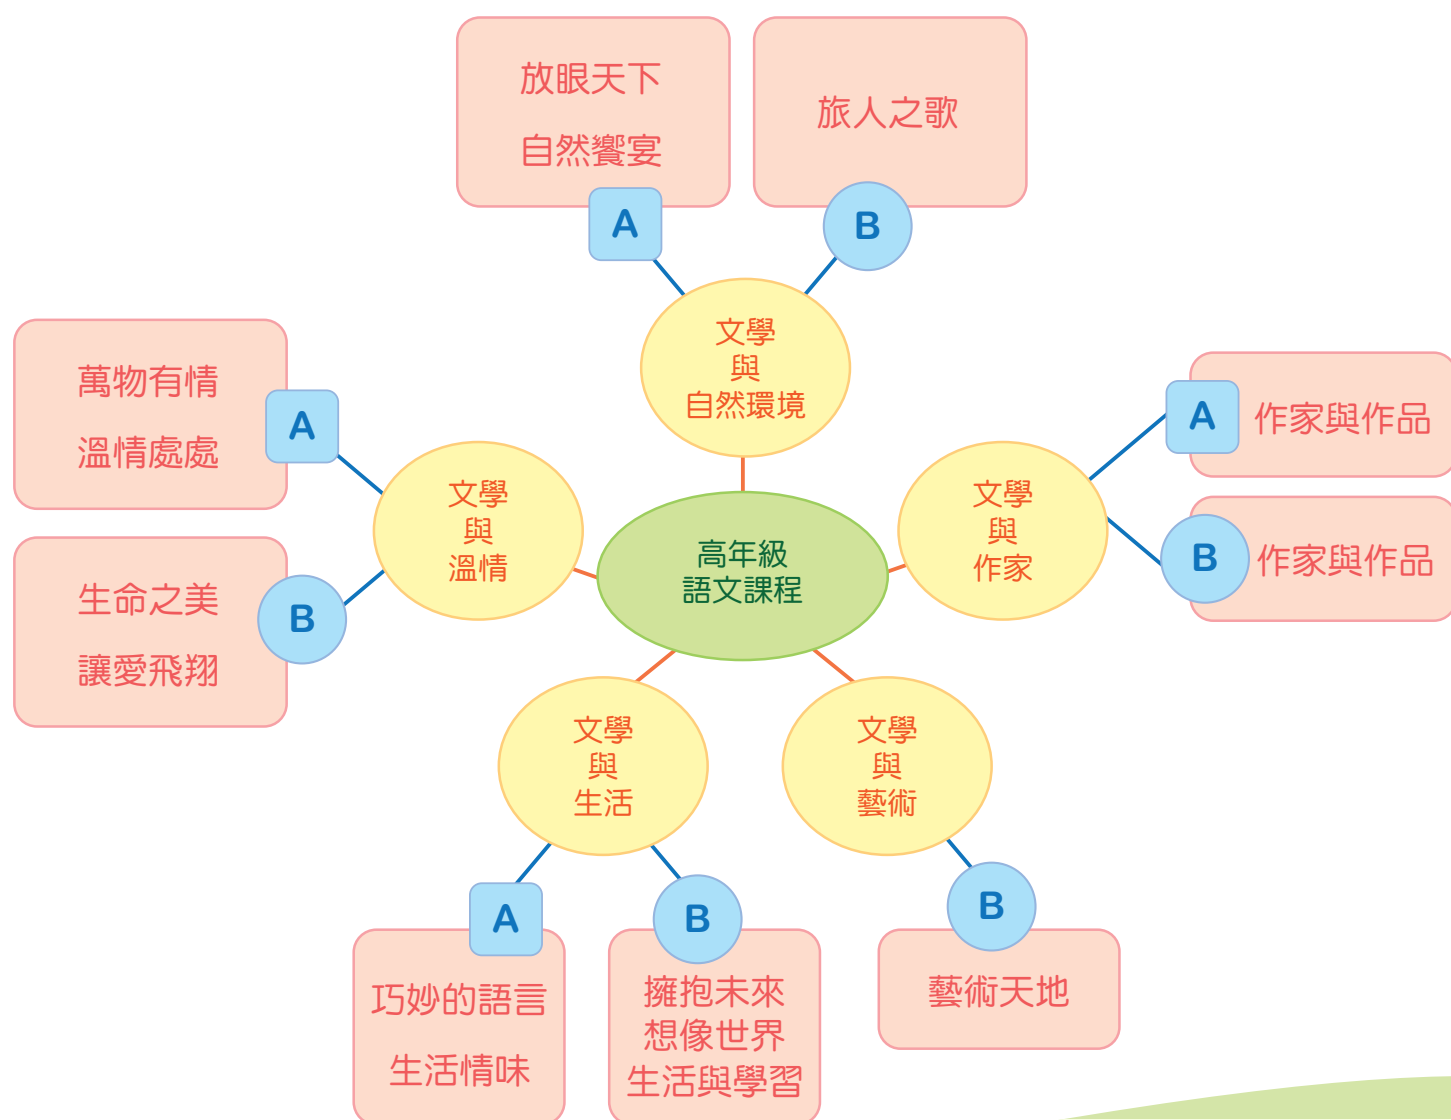 放眼天下
自然饗宴
A
旅人之歌
B
文學
與
自然環境
萬物有情
溫情處處
A
生命之美
讓愛飛翔
B
文學
與
溫情
高年級
語文課程
文學
與
作家
A
作家與作品
B
作家與作品
文學
與
生活
A
巧妙的語言
生活情味
B
擁抱未來
想像世界
生活與學習
文學
與
藝術
B
藝術天地